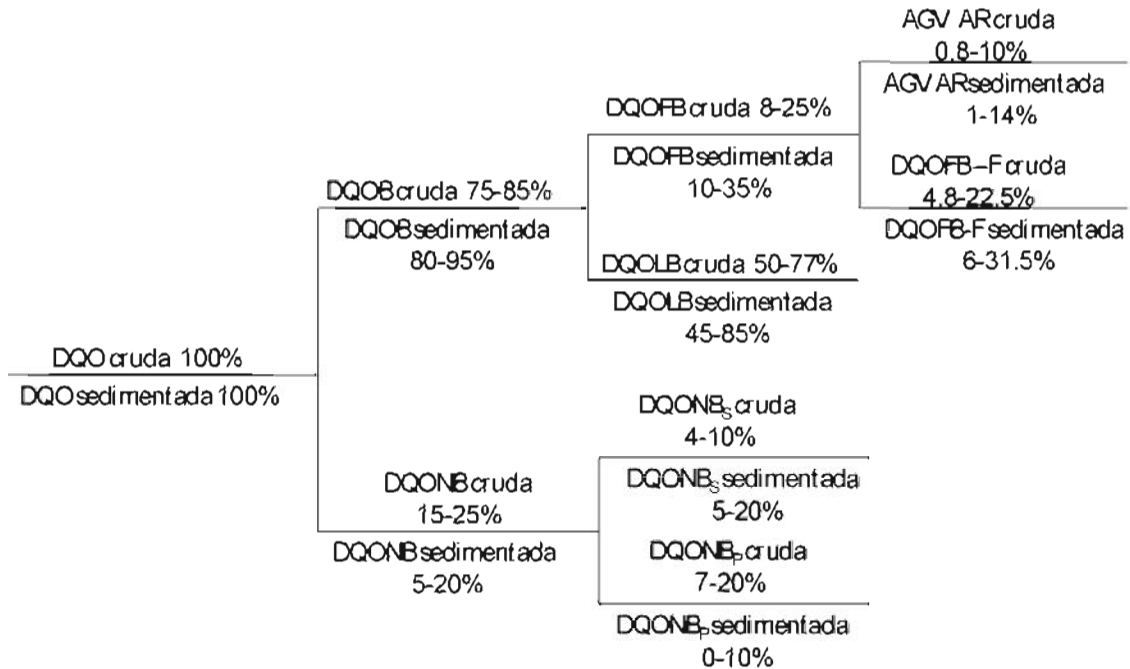 AGV ARcruda
0.8-10%
AGV ARsedimentada
1-14%
DQOFBcruda 8-25%
DQOFBsedimentada
10-35%
DQOFB-Fcruda
4.8-22.5%
DQOFB-Fsedimentada
6-31.5%
DQOBcruda 75-85%
DQOBsedimentada
80-95%
DQOLBcruda 50-77%
DQOLBsedimentada
45-85%
DQOcruda 100%
DQOsedimentada 100%
DQONBScruda
4-10%
DQONBSsedimentada
5-20%
DQONBcruda
15-25%
DQONBsedimentada
5-20%
DQONBPcruda
7-20%
DQONBPsedimentada
0-10%